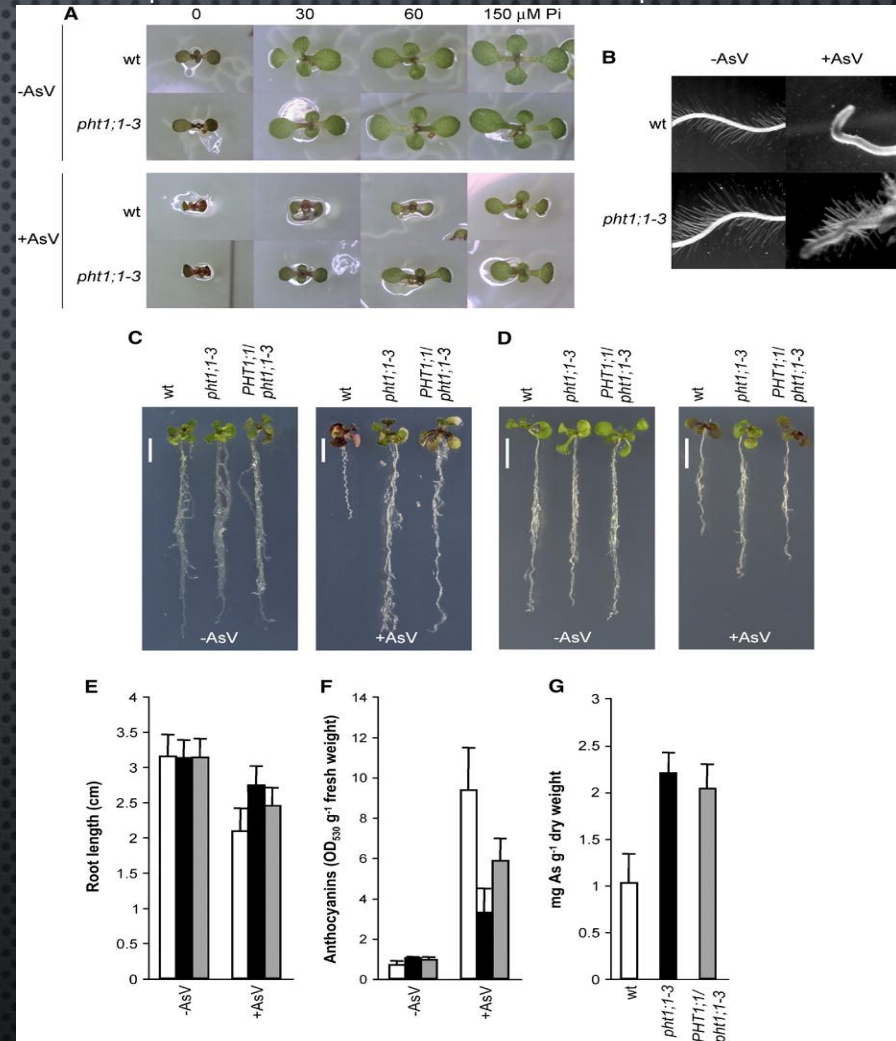 A
0 30 60 150 μM Pi
-AsV
wt
pht1;1-3
+AsV
wt
pht1;1-3
B
-AsV +AsV
wt
pht1;1-3
C
wt
pht1;1-3
PHT1;1/
pht1;1-3
wt
pht1;1-3
PHT1;1/
pht1;1-3
-AsV
+AsV
D
wt
pht1;1-3
PHT1;1/
pht1;1-3
wt
pht1;1-3
PHT1;1/
pht1;1-3
-AsV
+AsV
E
Root length (cm)
4
3.5
3
2.5
2
1.5
1
0.5
0
-AsV
+AsV
F
Anthocyanins (OD530 g-1 fresh weight)
14
12
10
8
6
4
2
0
-AsV
+AsV
G
mg As g-1 dry weight
3
2.5
2
1.5
1
0.5
0
wt
pht1;1-3
PHT1;1/
pht1;1-3